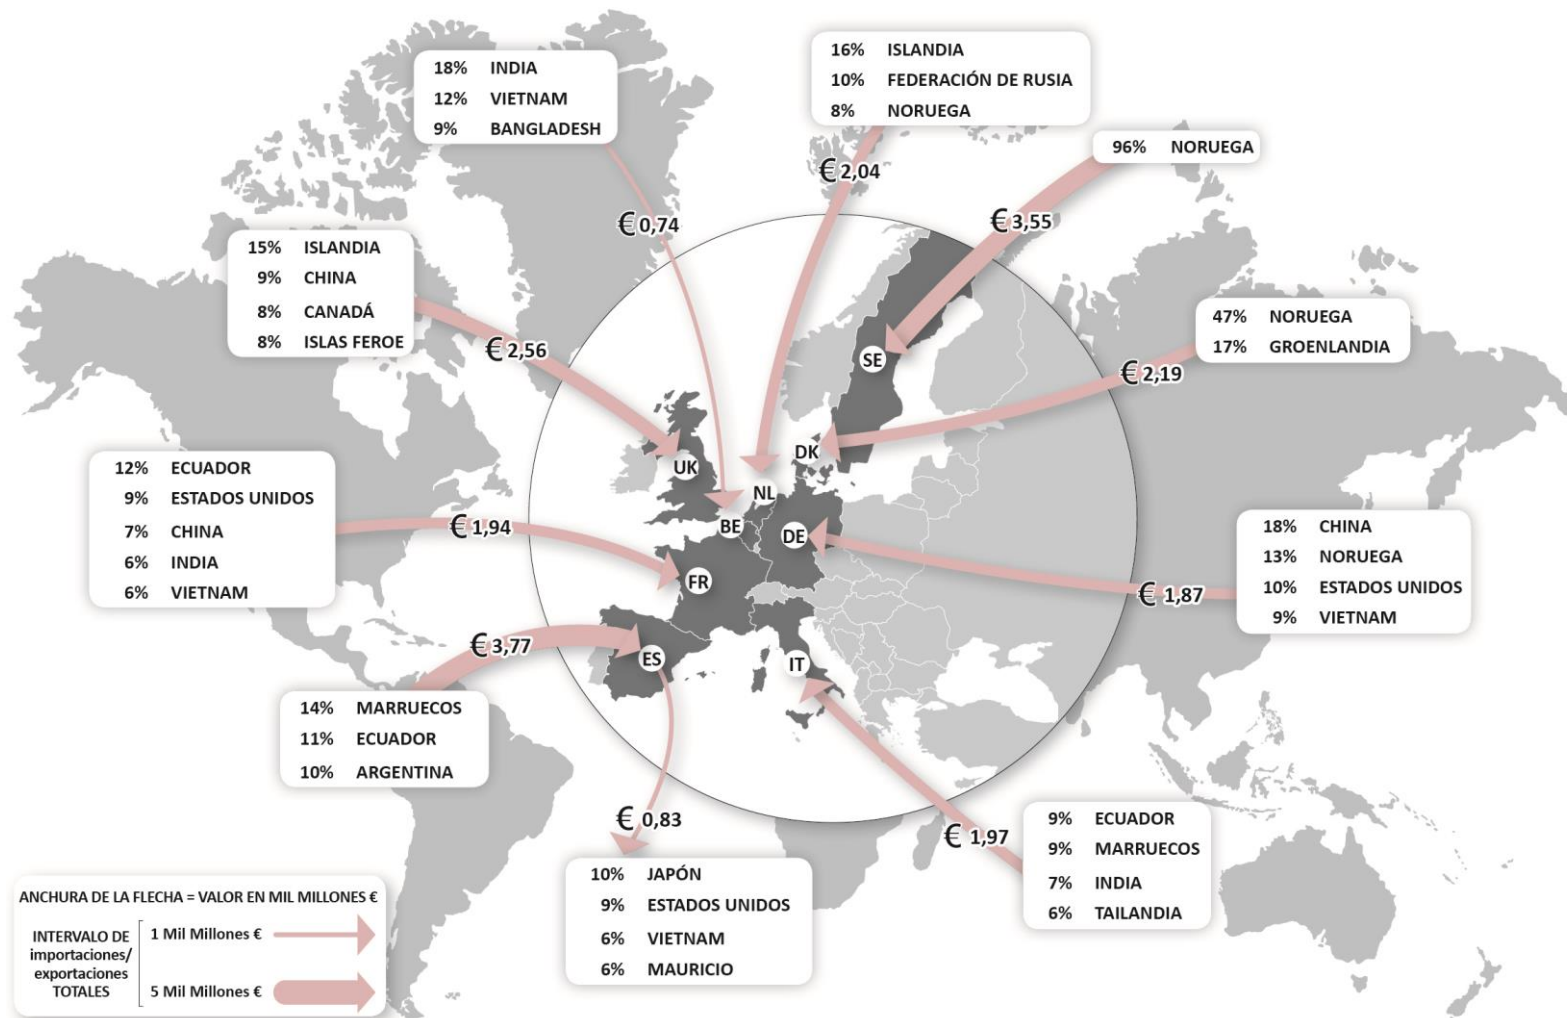 18% INDIA
12% VIETNAM
9% BANGLADESH
16% ISLANDIA
10% FEDERACIÓN DE RUSIA
8% NORUEGA
96% NORUEGA
€ 2,04
€ 3,55
€ 0,74
15% ISLANDIA
9% CHINA
8% CANADÁ
8% ISLAS FEROE
€ 2,56
47% NORUEGA
17% GROENLANDIA
€ 2,19
SE
DK
UK
NL
BE
DE
FR
ES
IT
12% ECUADOR
9% ESTADOS UNIDOS
7% CHINA
6% INDIA
6% VIETNAM
€ 1,94
18% CHINA
13% NORUEGA
10% ESTADOS UNIDOS
9% VIETNAM
€ 1,87
€ 3,77
14% MARRUECOS
11% ECUADOR
10% ARGENTINA
€ 0,83
10% JAPÓN
9% ESTADOS UNIDOS
6% VIETNAM
6% MAURICIO
€ 1,97
9% ECUADOR
9% MARRUECOS
7% INDIA
6% TAILANDIA
ANCHURA DE LA FLECHA = VALOR EN MIL MILLONES €
INTERVALO DE
importaciones/
exportaciones
TOTALES
1 Mil Millones €
5 Mil Millones €